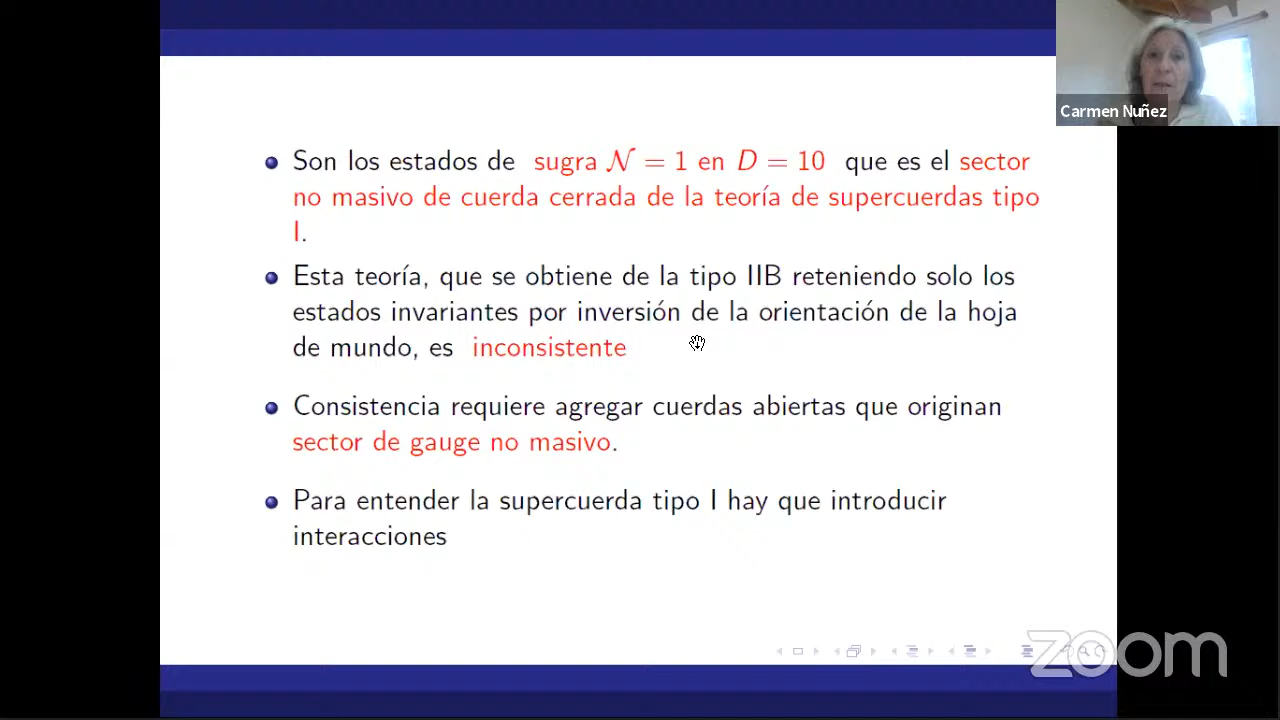 Carmen Nuñez
Son los estados de sugra 𝒩 = 1 en D = 10 que es el sector
no masivo de cuerda cerrada de la teoría de supercuerdas tipo
I.
Esta teoría, que se obtiene de la tipo IIB reteniendo solo los
estados invariantes por inversión de la orientación de la hoja
de mundo, es inconsistente
Consistencia requiere agregar cuerdas abiertas que originan
sector de gauge no masivo.
Para entender la supercuerda tipo I hay que introducir
interacciones
zoom